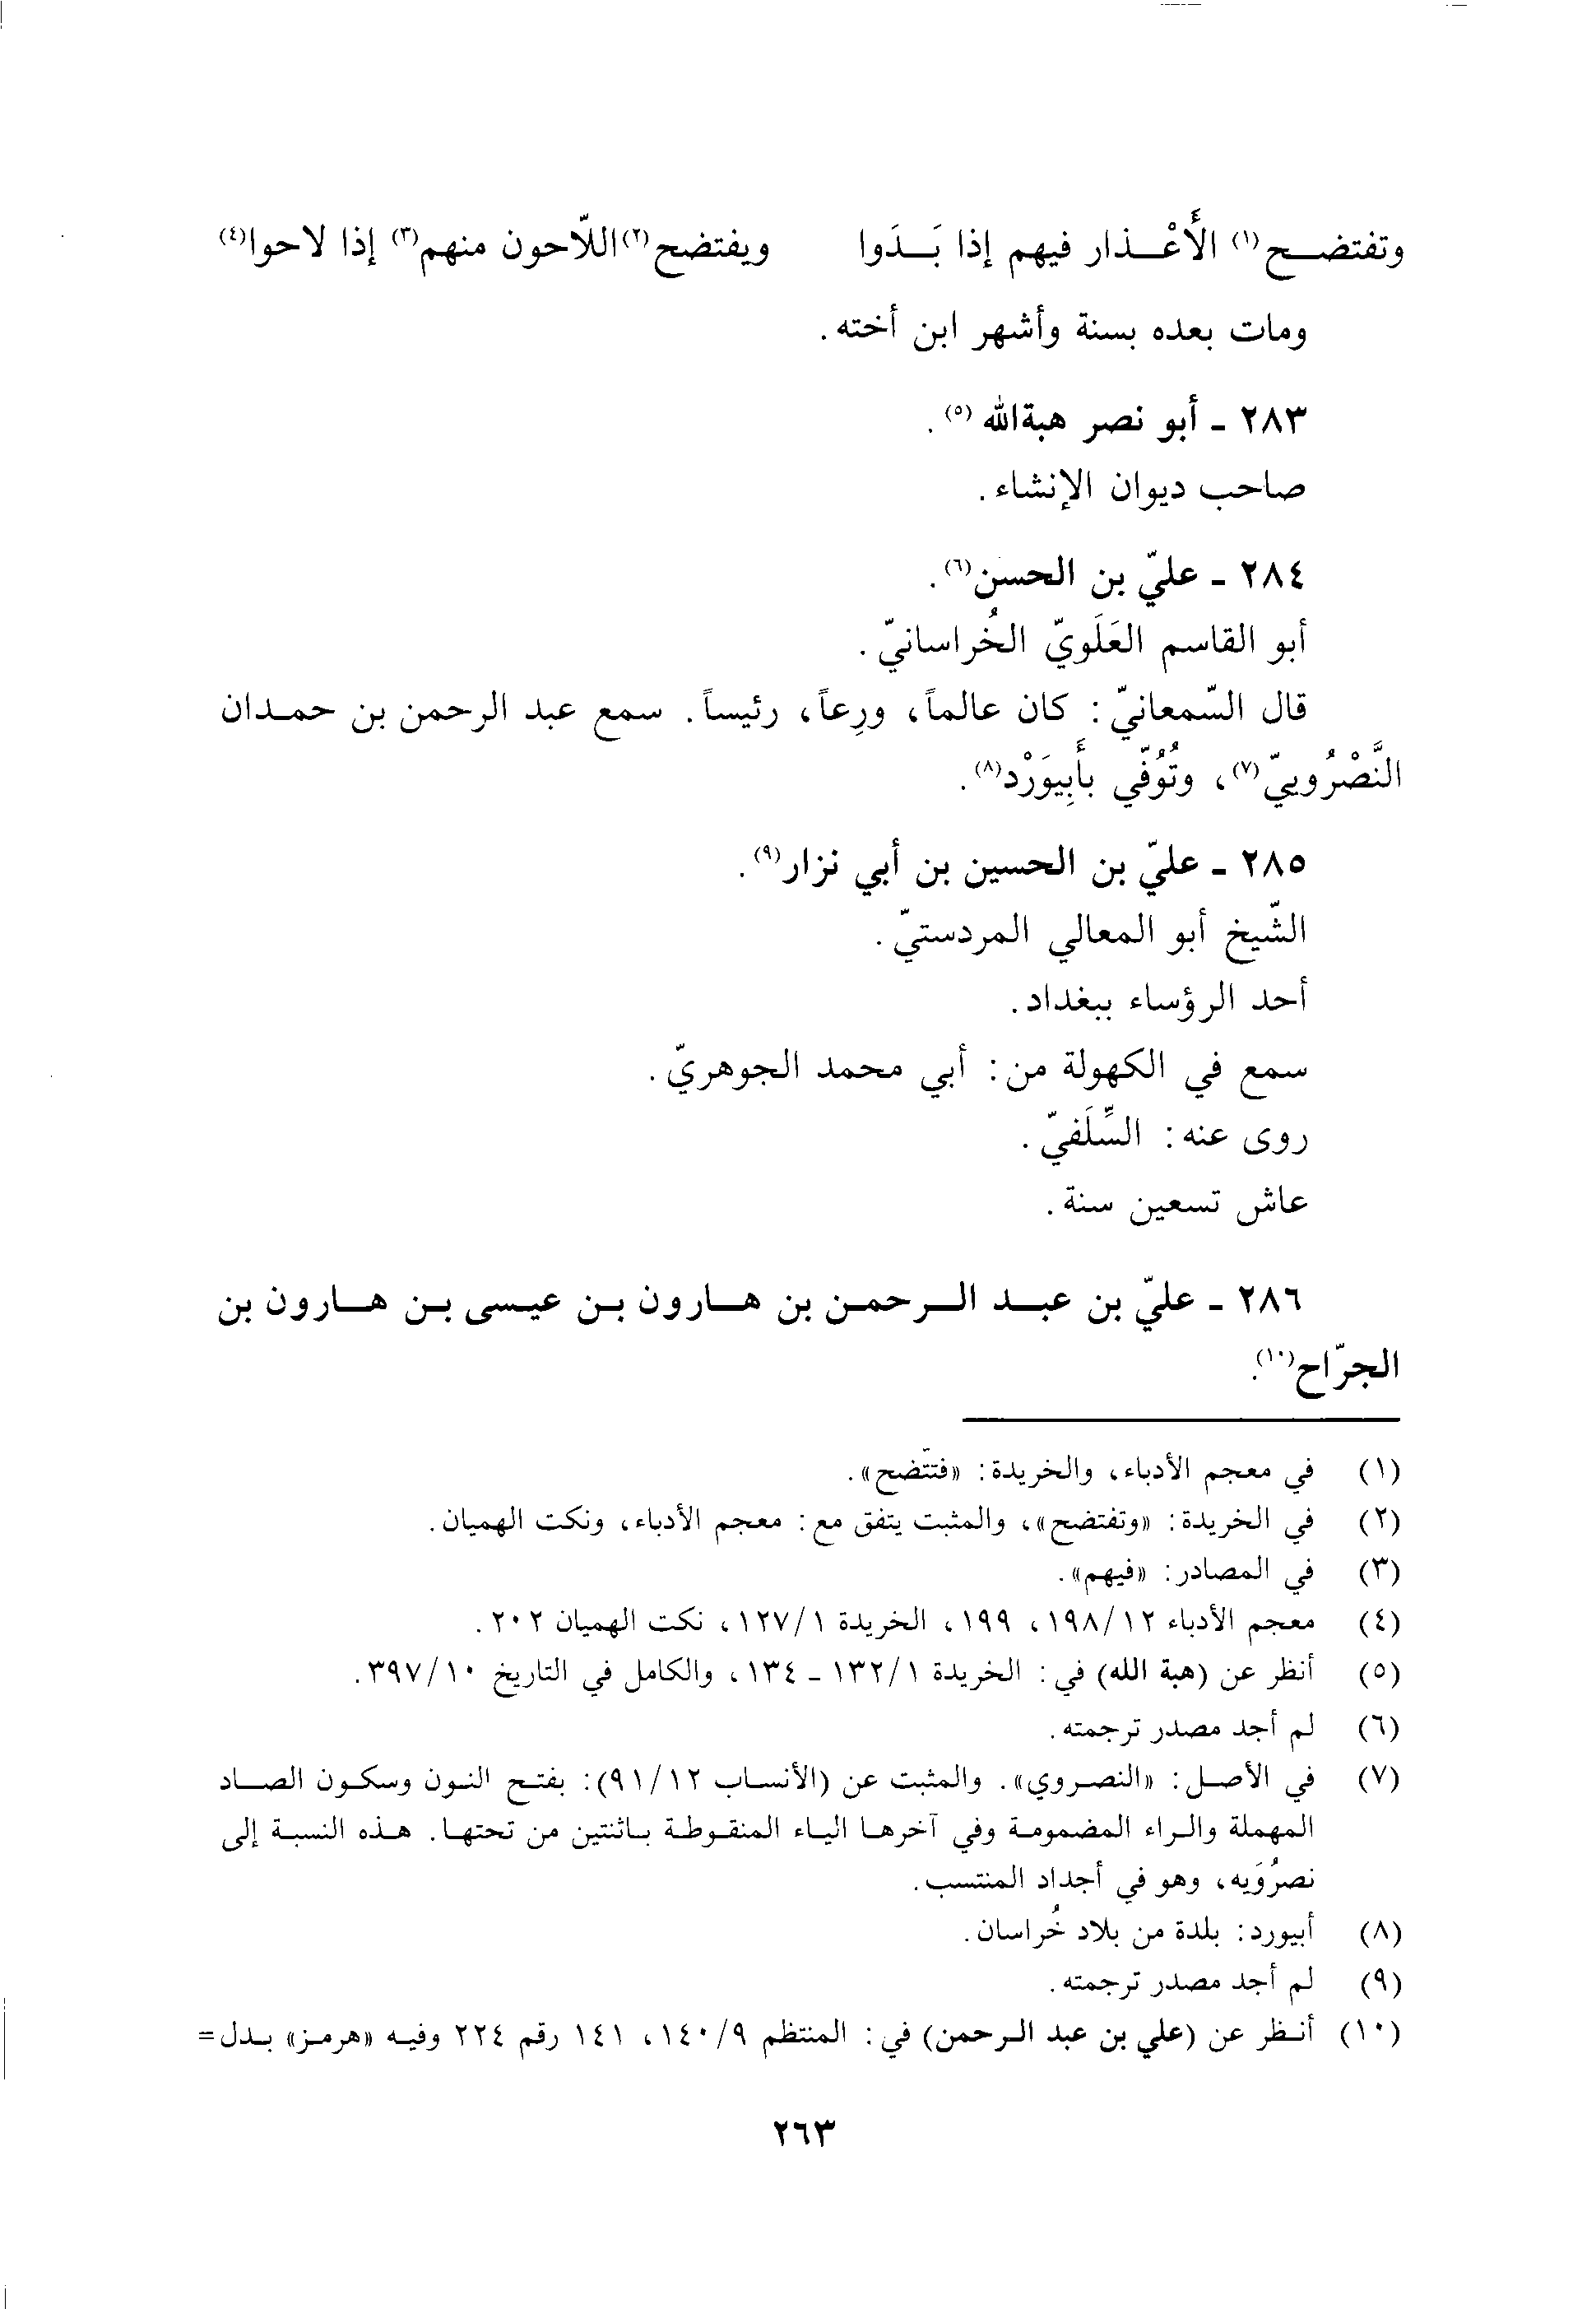 وتفتضح(١) الأَعْذار فيهم إذا بَدَوا ويفتضح(٢) اللاّحون منهم(٣) إذا لاحوا(٤)
ومات بعده بسنة وأشهر ابن أخته.
٢٨٣ - أبو نصر هبةالله(٥).
صاحب ديوان الإنشاء.
٢٨٤ - عليّ بن الحسن(٦).
أبو القاسم العَلَويّ الخُراسانيّ.
قال السّمعانيّ: كان عالماً، ورِعاً، رئيساً. سمع عبد الرحمن بن حمدان
النَّصْرُوييّ(٧)، وتُوُفّي بأَبِيوَرْد(٨).
٢٨٥ - عليّ بن الحسين بن أبي نزار(٩).
الشّيخ أبو المعالي المردستيّ.
أحد الرؤساء ببغداد.
سمع في الكهولة من: أبي محمد الجوهريّ.
روى عنه: السِّلَفيّ.
عاش تسعين سنة.
٢٨٦ - عليّ بن عبد الرحمن بن هارون بن عيسى بن هارون بن
الجرّاح(١٠).
(١) في معجم الأدباء، والخريدة: «فتتّضح».
(٢) في الخريدة: «وتفتضح»، والمثبت يتفق مع: معجم الأدباء، ونكت الهميان.
(٣) في المصادر: «فيهم».
(٤) معجم الأدباء ١٩٨/١٢، ١٩٩، الخريدة ١٢٧/١، نكت الهميان ٢٠٢.
(٥) أنظر عن (هبة الله) في: الخريدة ١٣٢/١ - ١٣٤، والكامل في التاريخ ٣٩٧/١٠.
(٦) لم أجد مصدر ترجمته.
(٧) في الأصل: «النصروي». والمثبت عن (الأنساب ٩١/١٢): بفتح النون وسكون الصاد
المهملة والراء المضمومة وفي آخرها الياء المنقوطة باثنتين من تحتها. هذه النسبة إلى
نصرُوَيه، وهو في أجداد المنتسب.
(٨) أبيورد: بلدة من بلاد خُراسان.
(٩) لم أجد مصدر ترجمته.
(١٠) أنظر عن (علي بن عبد الرحمن) في: المنتظم ١٤٠/٩، ١٤١ رقم ٢٢٤ وفيه «هرمز» بدل=
٢٦٣